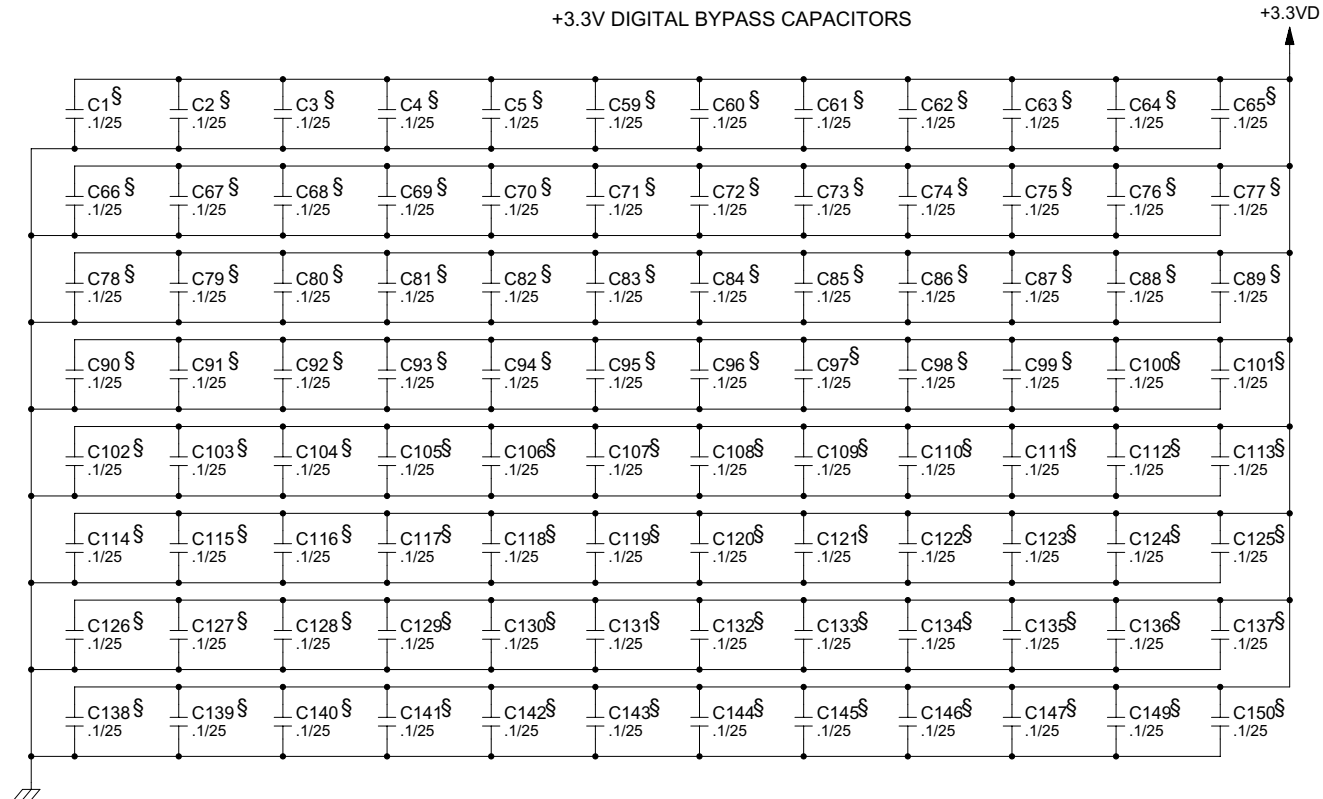 +3.3V DIGITAL BYPASS CAPACITORS
+3.3VD
C1 § C2 § C3 § C4 § C5 § C59 § C60 § C61 § C62 § C63 § C64 § C65 §
.1/25 .1/25 .1/25 .1/25 .1/25 .1/25 .1/25 .1/25 .1/25 .1/25 .1/25 .1/25
C66 § C67 § C68 § C69 § C70 § C71 § C72 § C73 § C74 § C75 § C76 § C77 §
.1/25 .1/25 .1/25 .1/25 .1/25 .1/25 .1/25 .1/25 .1/25 .1/25 .1/25 .1/25
C78 § C79 § C80 § C81 § C82 § C83 § C84 § C85 § C86 § C87 § C88 § C89 §
.1/25 .1/25 .1/25 .1/25 .1/25 .1/25 .1/25 .1/25 .1/25 .1/25 .1/25 .1/25
C90 § C91 § C92 § C93 § C94 § C95 § C96 § C97 § C98 § C99 § C100 § C101 §
.1/25 .1/25 .1/25 .1/25 .1/25 .1/25 .1/25 .1/25 .1/25 .1/25 .1/25 .1/25
C102 § C103 § C104 § C105 § C106 § C107 § C108 § C109 § C110 § C111 § C112 § C113 §
.1/25 .1/25 .1/25 .1/25 .1/25 .1/25 .1/25 .1/25 .1/25 .1/25 .1/25 .1/25
C114 § C115 § C116 § C117 § C118 § C119 § C120 § C121 § C122 § C123 § C124 § C125 §
.1/25 .1/25 .1/25 .1/25 .1/25 .1/25 .1/25 .1/25 .1/25 .1/25 .1/25 .1/25
C126 § C127 § C128 § C129 § C130 § C131 § C132 § C133 § C134 § C135 § C136 § C137 §
.1/25 .1/25 .1/25 .1/25 .1/25 .1/25 .1/25 .1/25 .1/25 .1/25 .1/25 .1/25
C138 § C139 § C140 § C141 § C142 § C143 § C144 § C145 § C146 § C147 § C149 § C150 §
.1/25 .1/25 .1/25 .1/25 .1/25 .1/25 .1/25 .1/25 .1/25 .1/25 .1/25 .1/25